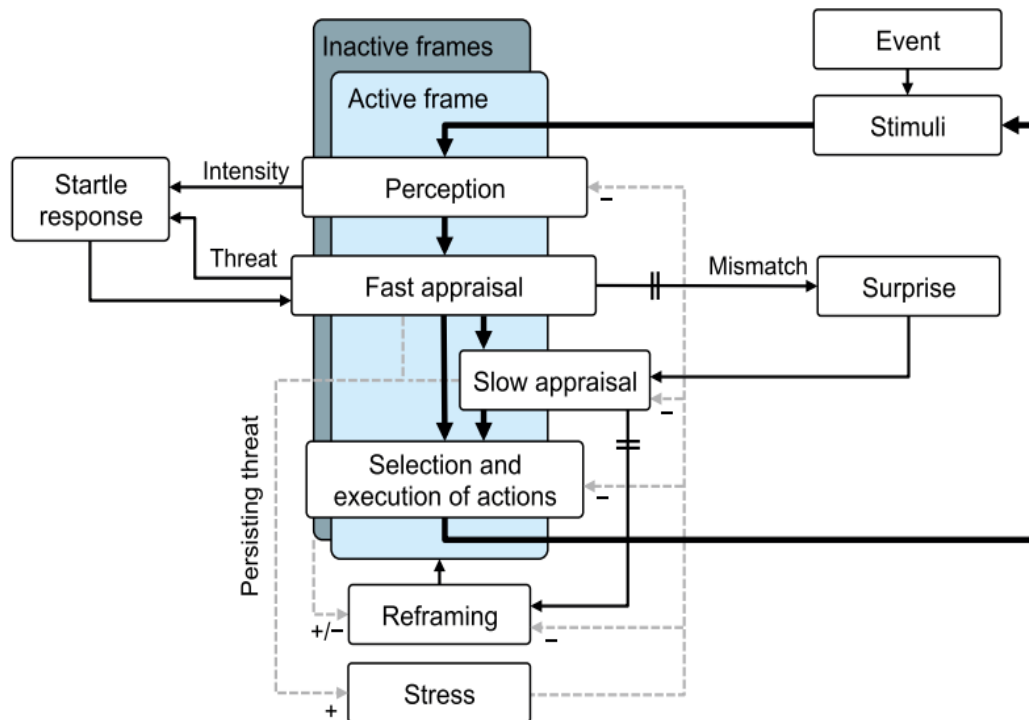 Inactive frames
Active frame
Event
Stimuli
Startle
response
Intensity
Perception
Threat
Fast appraisal
Mismatch
Surprise
Slow appraisal
Selection and
execution of actions
Persisting threat
Reframing
Stress
–
–
–
–
+/–
+